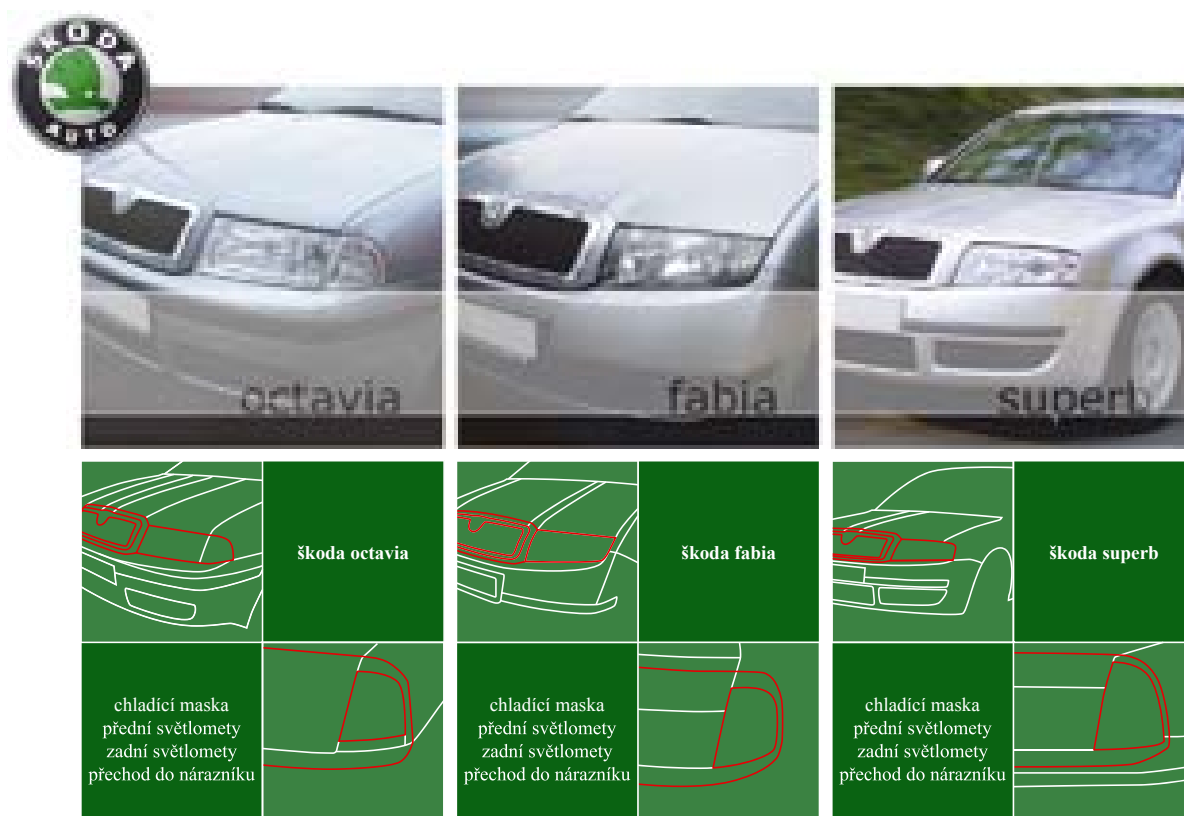 ŠKODA
AUTO
octavia
fabia
superb
škoda octavia
škoda fabia
škoda superb
chladící maska
přední světlomety
zadní světlomety
přechod do nárazníku
chladící maska
přední světlomety
zadní světlomety
přechod do nárazníku
chladící maska
přední světlomety
zadní světlomety
přechod do nárazníku